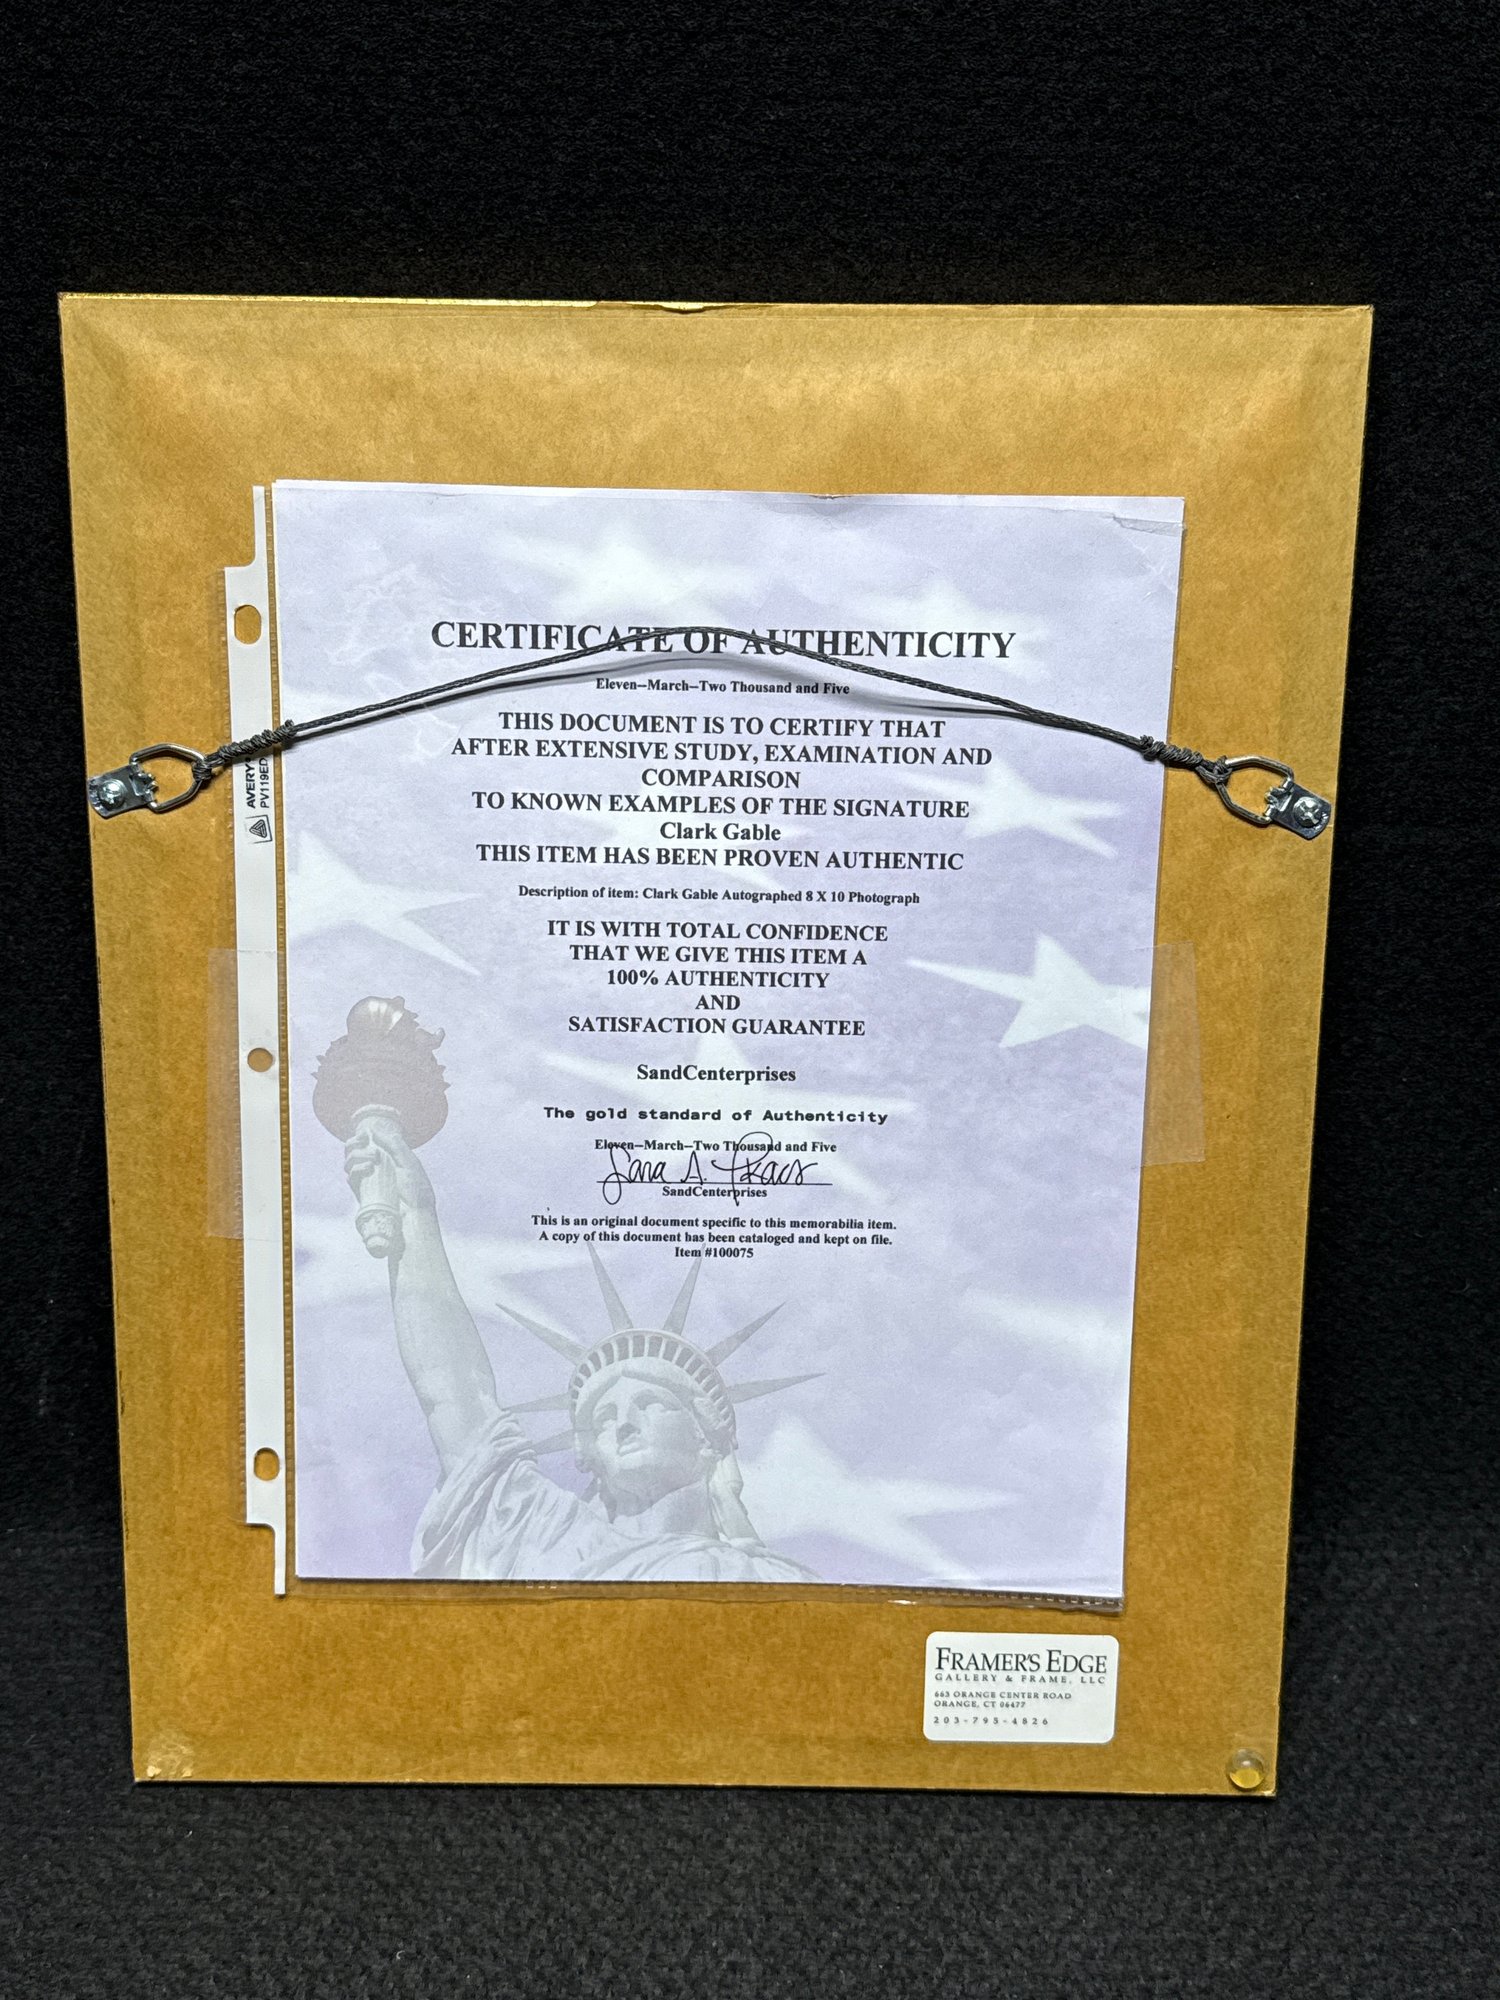 CERTIFICATE OF AUTHENTICITY
Eleven--March--Two Thousand and Five
THIS DOCUMENT IS TO CERTIFY THAT
AFTER EXTENSIVE STUDY, EXAMINATION AND
COMPARISON
TO KNOWN EXAMPLES OF THE SIGNATURE
Clark Gable
THIS ITEM HAS BEEN PROVEN AUTHENTIC
Description of item: Clark Gable Autographed 8 X 10 Photograph
IT IS WITH TOTAL CONFIDENCE
THAT WE GIVE THIS ITEM A
100% AUTHENTICITY
AND
SATISFACTION GUARANTEE
SandCenterprises
The gold standard of Authenticity
Eleven--March--Two Thousand and Five
Sara A.
SandCenterprises
This is an original document specific to this memorabilia item.
A copy of this document has been cataloged and kept on file.
Item #100075
AVERY®
PV119ED
FRAMER'S EDGE
GALLERY & FRAME, LLC
663 ORANGE CENTER ROAD
ORANGE, CT 06477
203-795-4826